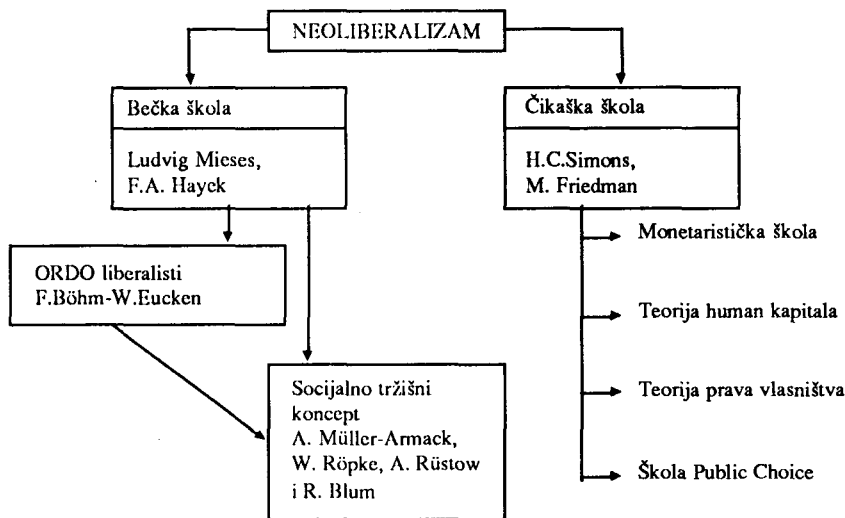 NEOLIBERALIZAM
Bečka škola
Ludvig Mieses,
F.A. Hayek
Čikaška škola
H.C.Simons,
M. Friedman
ORDO liberalisti
F.Böhm-W.Eucken
Socijalno tržišni
koncept
A. Müller-Armack,
W. Röpke, A. Rüstow
i R. Blum
Monetaristička škola
Teorija human kapitala
Teorija prava vlasništva
Škola Public Choice